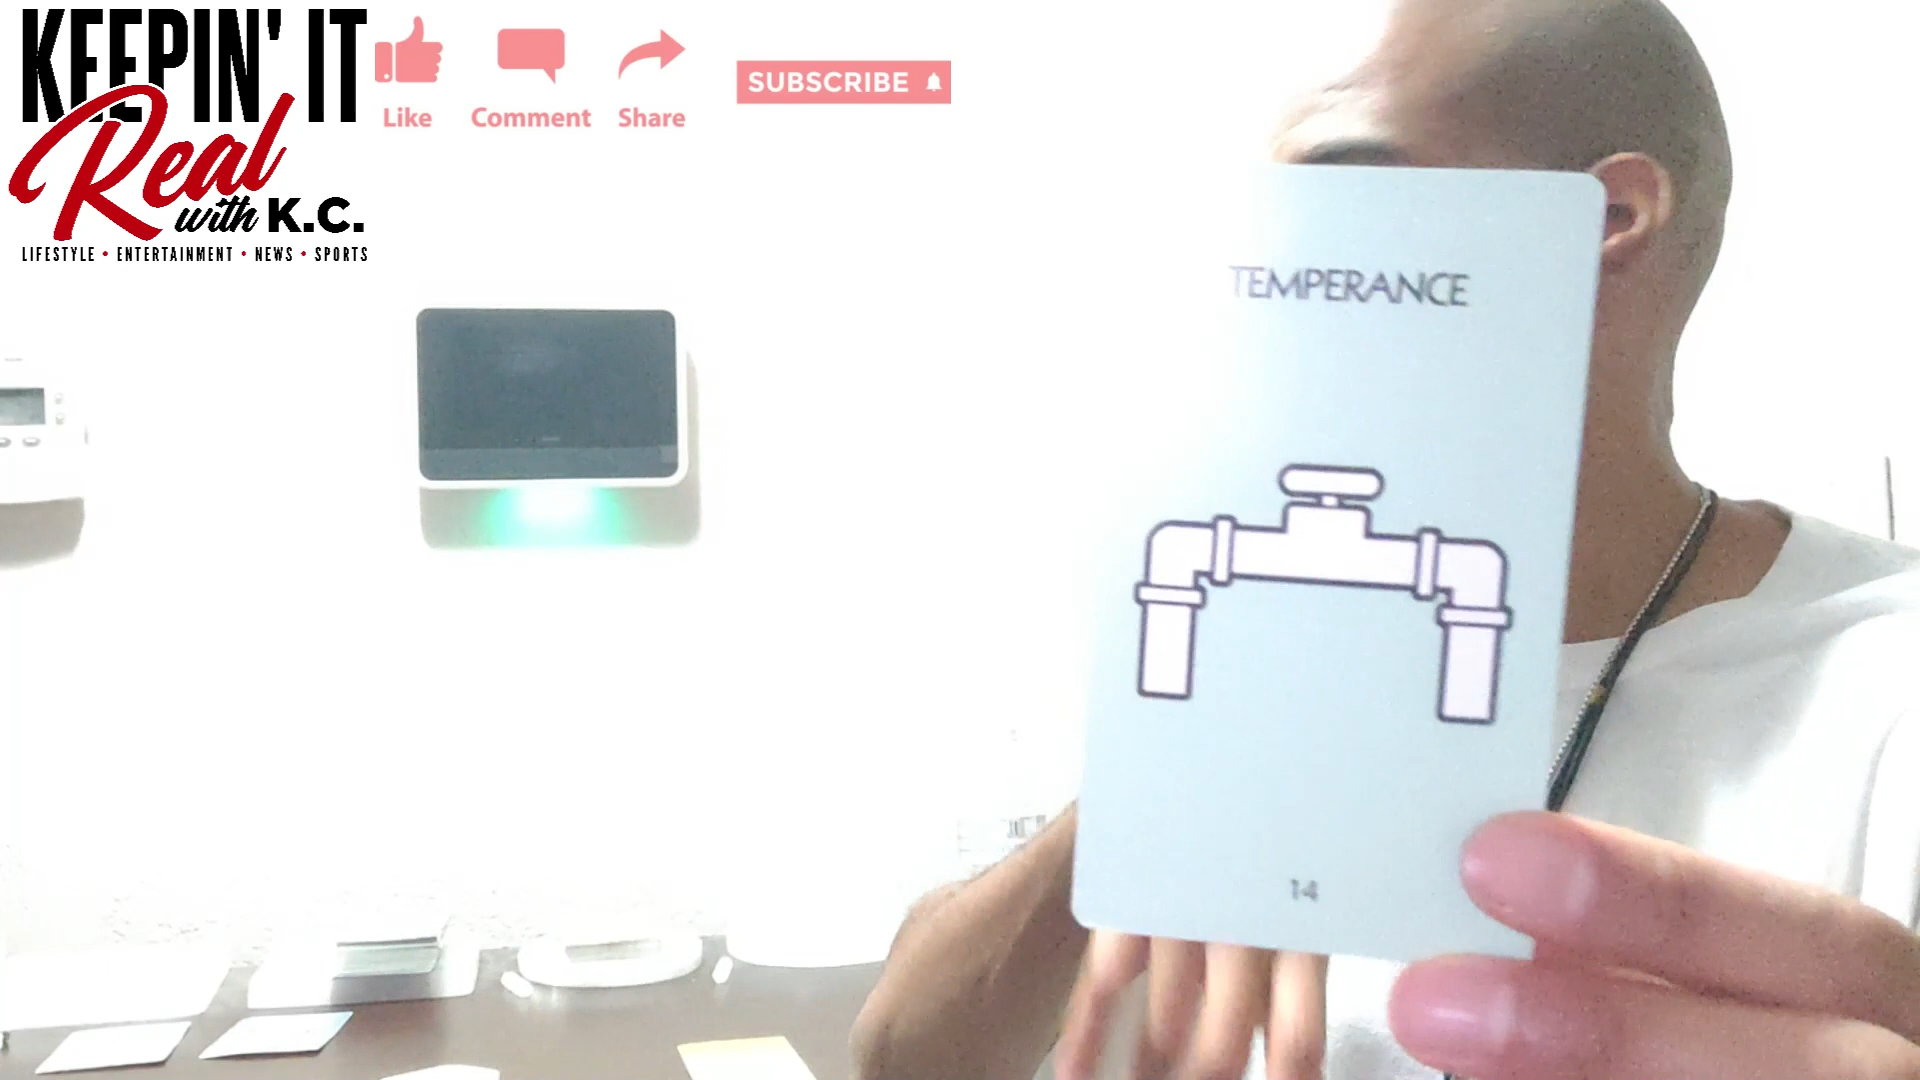 KEEPIN' IT
Real
with K.C.
LIFESTYLE • ENTERTAINMENT • NEWS • SPORTS
Like Comment Share
SUBSCRIBE
TEMPERANCE
14